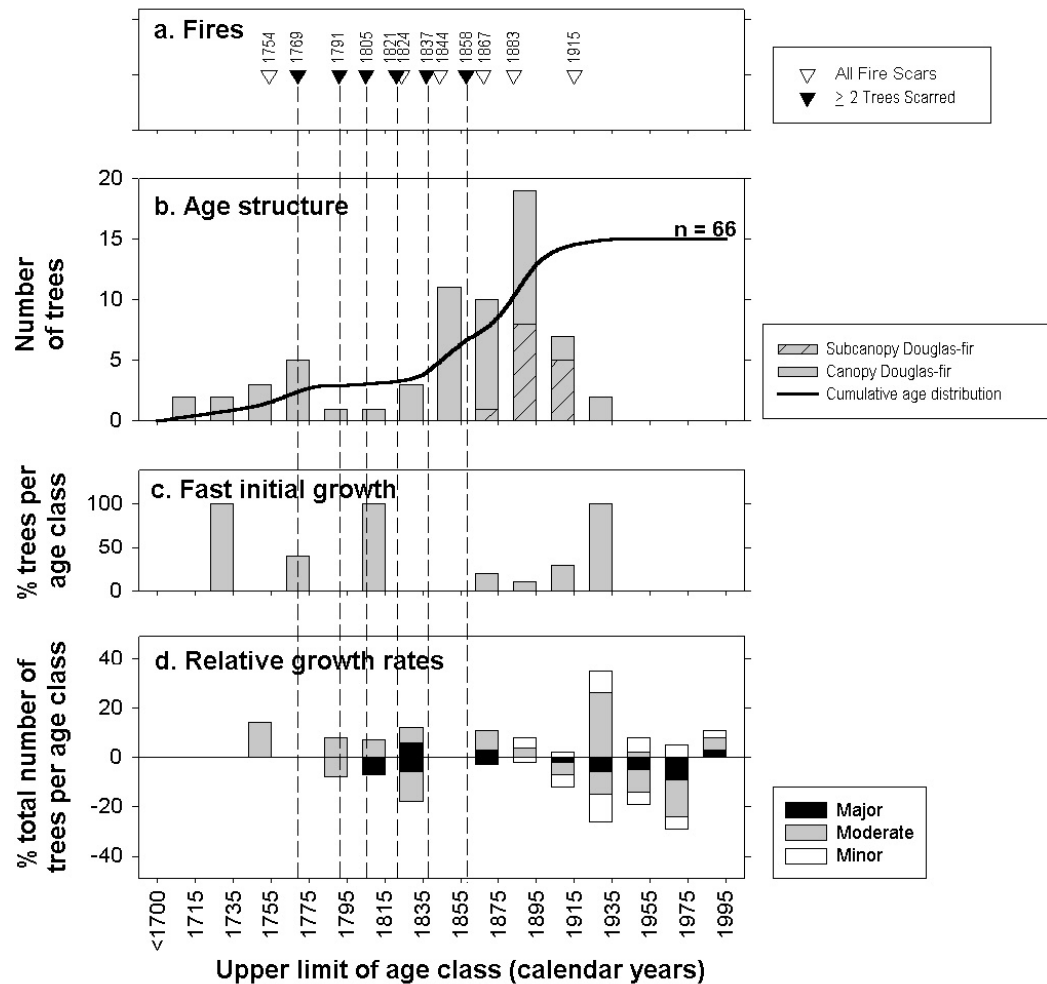 a. Fires
1754
1769
1791
1805
1821
1824
1837
1844
1858
1867
1883
1915
All Fire Scars
≥ 2 Trees Scarred
b. Age structure
n = 66
Number
of trees
20
15
10
5
0
Subcanopy Douglas-fir
Canopy Douglas-fir
Cumulative age distribution
c. Fast initial growth
% trees per
age class
100
50
0
d. Relative growth rates
% total number of
trees per age class
40
20
0
-20
-40
Major
Moderate
Minor
<1700
1715
1735
1755
1775
1795
1815
1835
1855
1875
1895
1915
1935
1955
1975
1995
Upper limit of age class (calendar years)